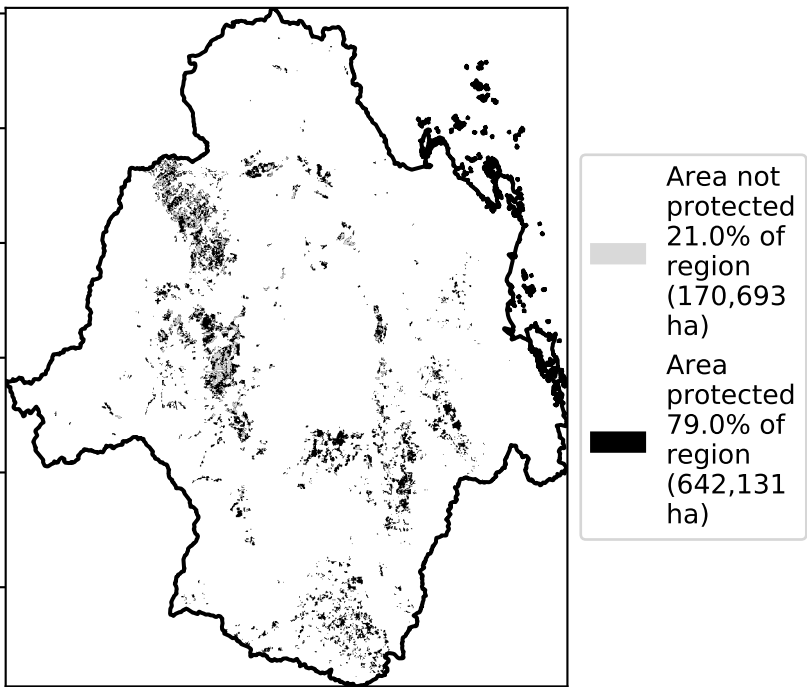 Area not
protected
21.0% of
region
(170,693
ha)
Area
protected
79.0% of
region
(642,131
ha)